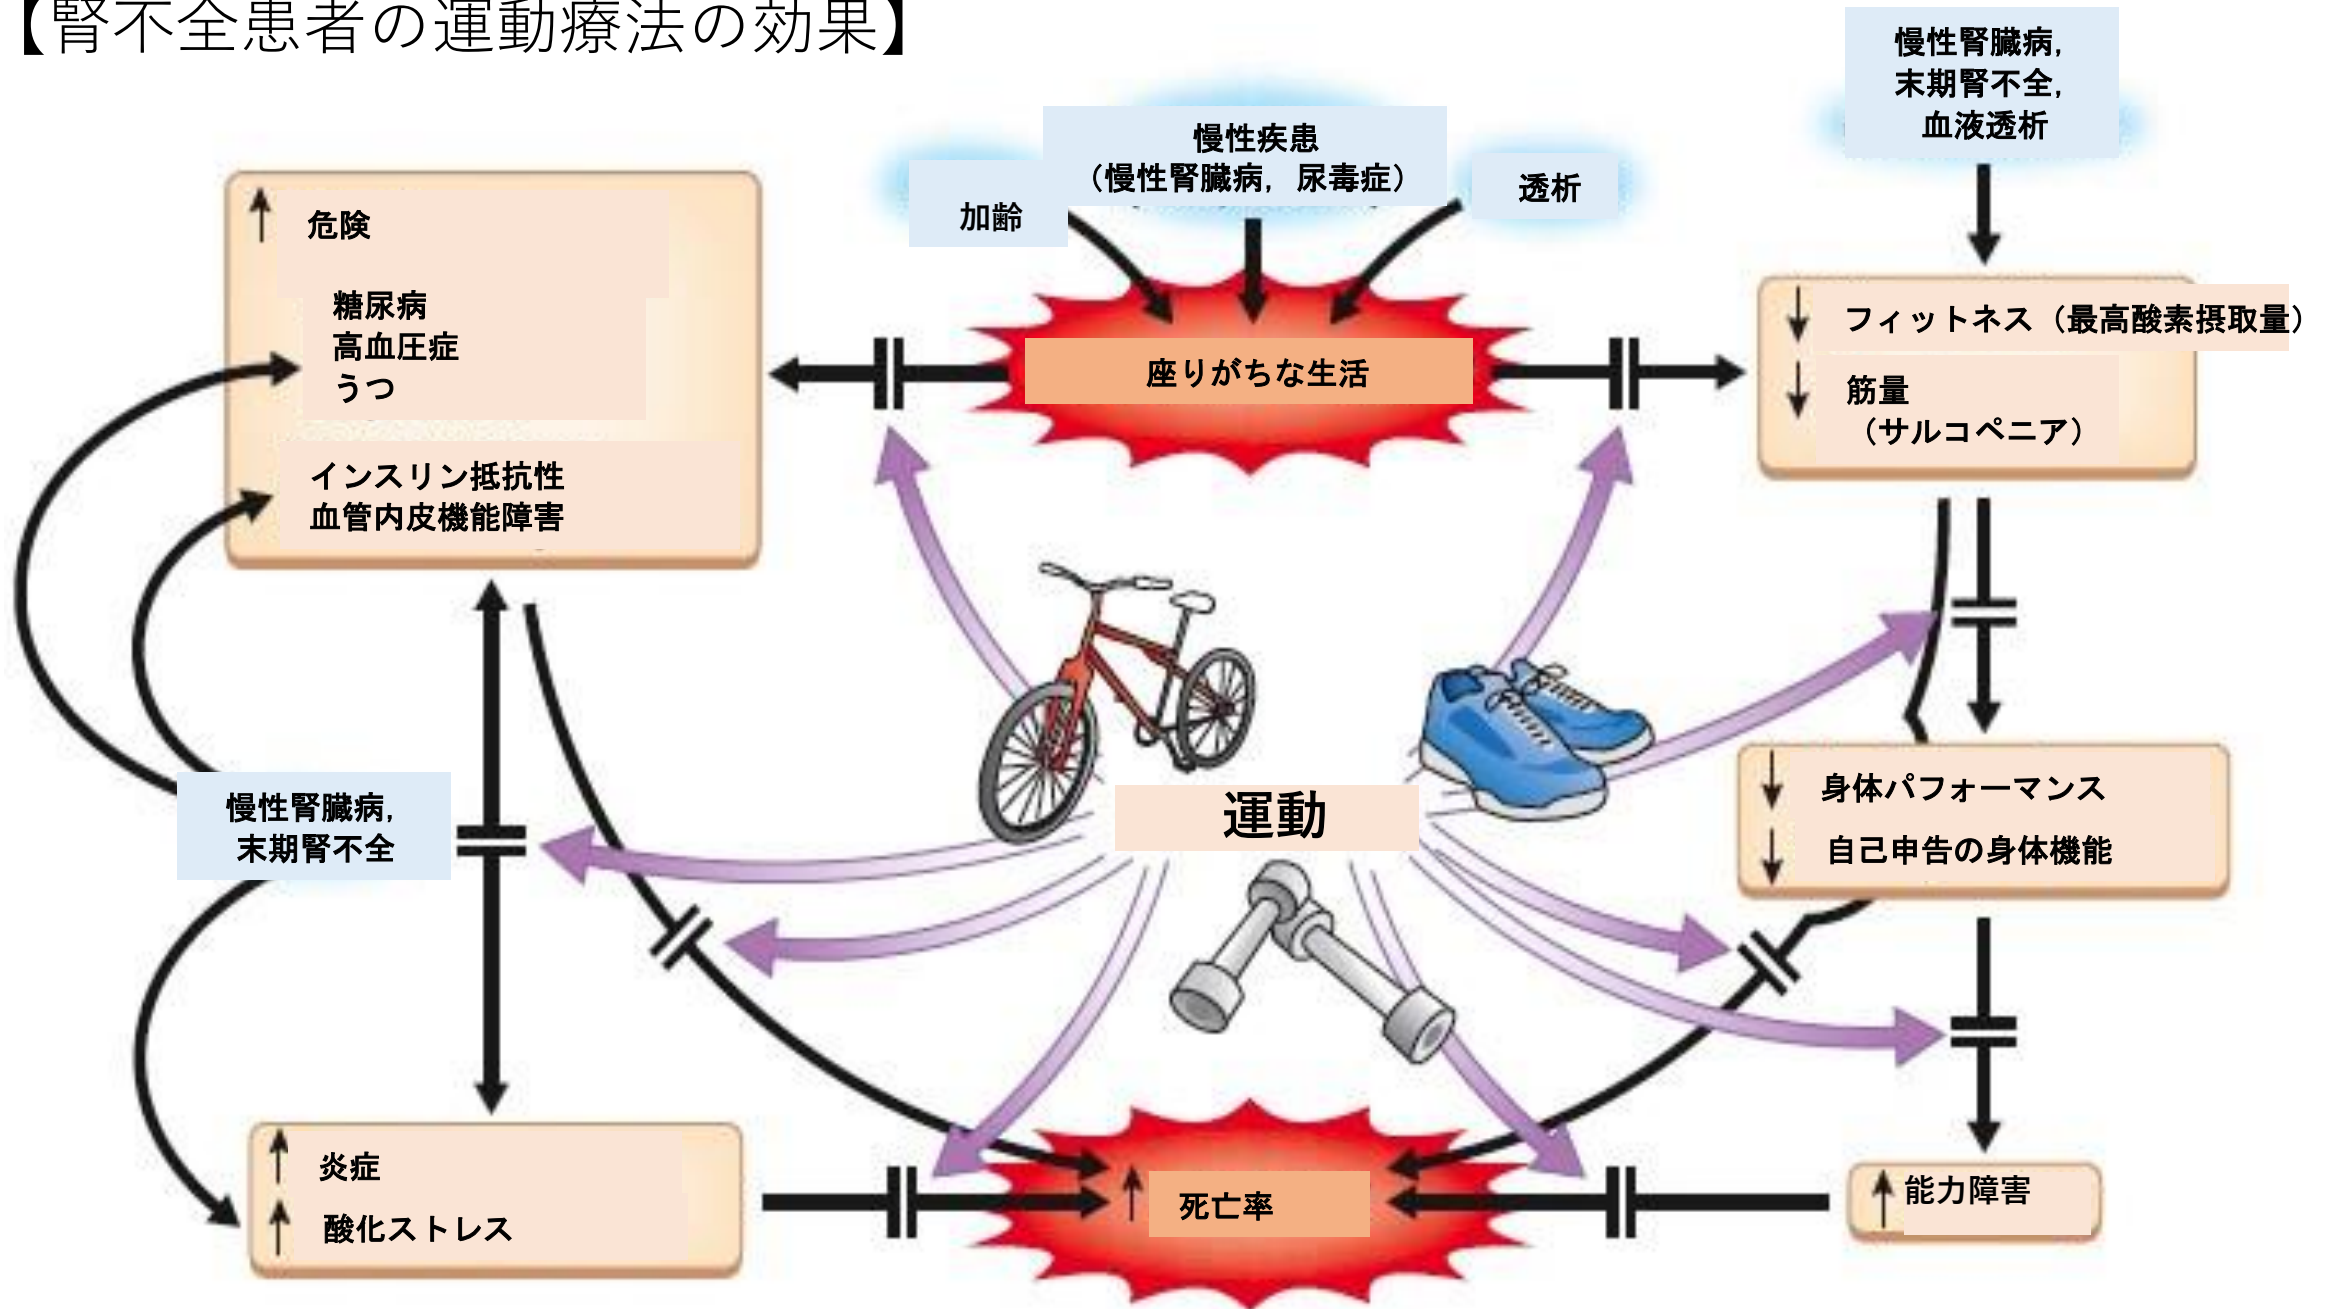 【腎不全患者の運動療法の効果】
慢性腎臓病，
末期腎不全，
血液透析
慢性疾患
（慢性腎臓病，尿毒症）
加齢
透析
↑ 危険
糖尿病
高血圧症
うつ
インスリン抵抗性
血管内皮機能障害
座りがちな生活
↓ フィットネス（最高酸素摂取量）
↓ 筋量
（サルコペニア）
慢性腎臓病，
末期腎不全
運動
↓ 身体パフォーマンス
↓ 自己申告の身体機能
↑ 炎症
↑ 酸化ストレス
↑ 死亡率
↑ 能力障害